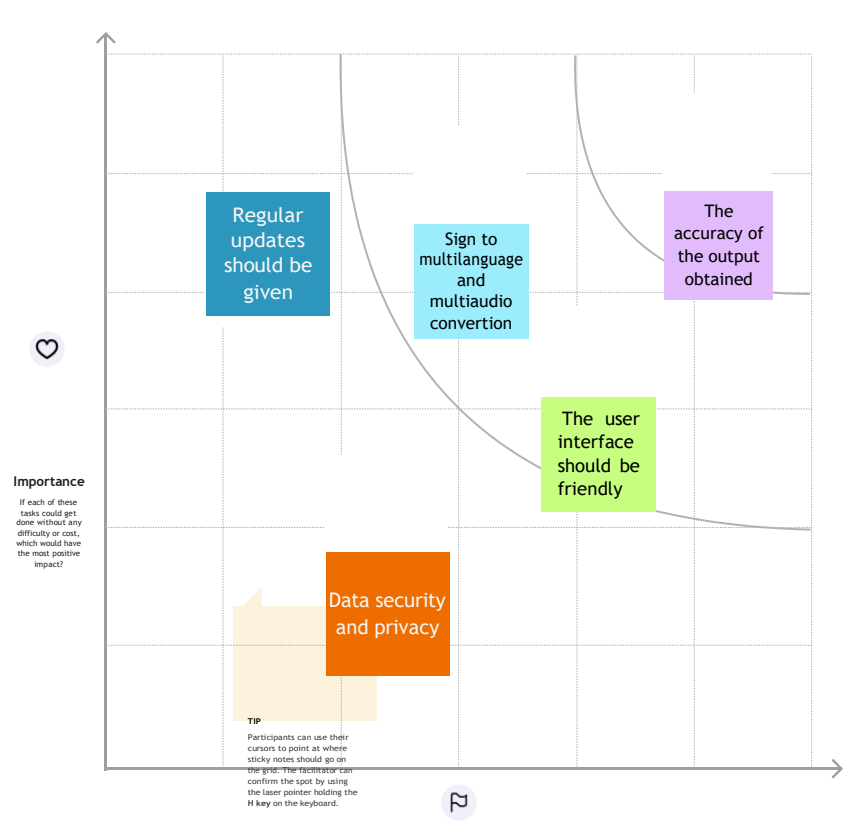 Regular
updates
should be
given
Sign to
multilanguage
and
multiaudio
convertion
The
accuracy of
the output
obtained
The user
interface
should be
friendly
Importance
If each of these
tasks could get
done without any
difficulty or cost,
which would have
the most positive
impact?
Data security
and privacy
TIP
Participants can use their
cursors to point at where
sticky notes should go on
the grid. The facilitator can
confirm the spot by using
the laser pointer holding the
H key on the keyboard.